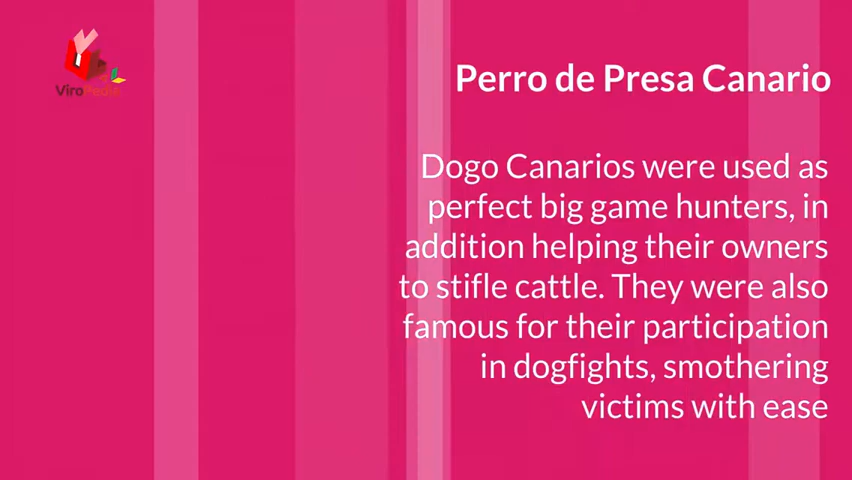 ViroPedia
Perro de Presa Canario
Dogo Canarios were used as
perfect big game hunters, in
addition helping their owners
to stifle cattle. They were also
famous for their participation
in dogfights, smothering
victims with ease